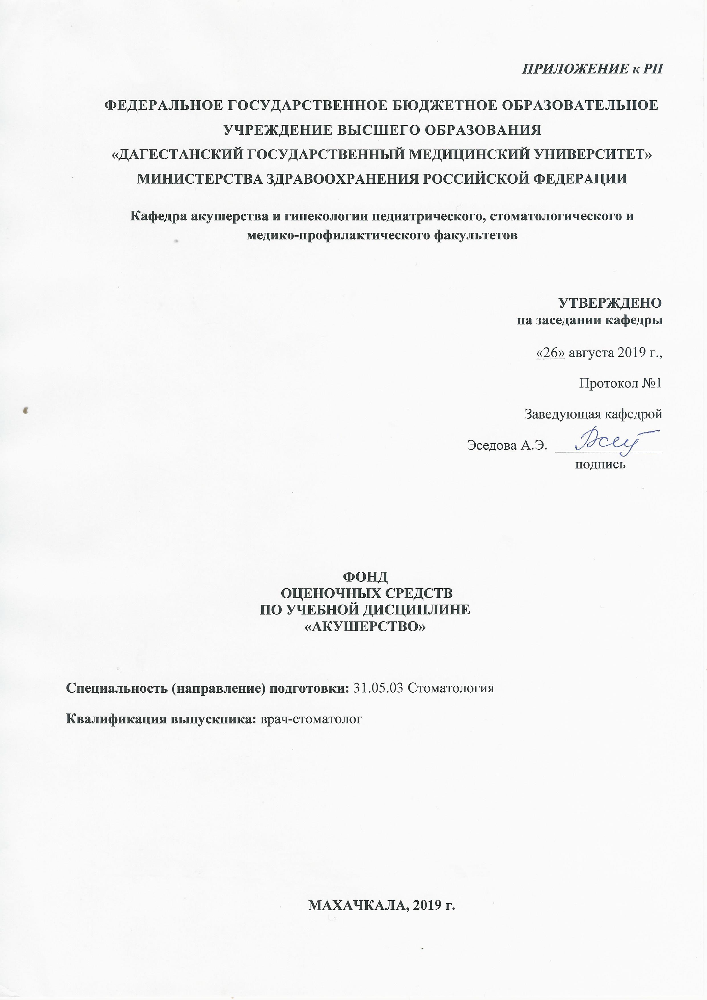 ПРИЛОЖЕНИЕ к РП
ФЕДЕРАЛЬНОЕ ГОСУДАРСТВЕННОЕ БЮДЖЕТНОЕ ОБРАЗОВАТЕЛЬНОЕ
УЧРЕЖДЕНИЕ ВЫСШЕГО ОБРАЗОВАНИЯ
«ДАГЕСТАНСКИЙ ГОСУДАРСТВЕННЫЙ МЕДИЦИНСКИЙ УНИВЕРСИТЕТ»
МИНИСТЕРСТВА ЗДРАВООХРАНЕНИЯ РОССИЙСКОЙ ФЕДЕРАЦИИ
Кафедра акушерства и гинекологии педиатрического, стоматологического и
медико-профилактического факультетов
УТВЕРЖДЕНО
на заседании кафедры
«26» августа 2019 г.,
Протокол №1
Заведующая кафедрой
Эседова А.Э.
подпись
ФОНД
ОЦЕНОЧНЫХ СРЕДСТВ
ПО УЧЕБНОЙ ДИСЦИПЛИНЕ
«АКУШЕРСТВО»
Специальность (направление) подготовки: 31.05.03 Стоматология
Квалификация выпускника: врач-стоматолог
МАХАЧКАЛА, 2019 г.